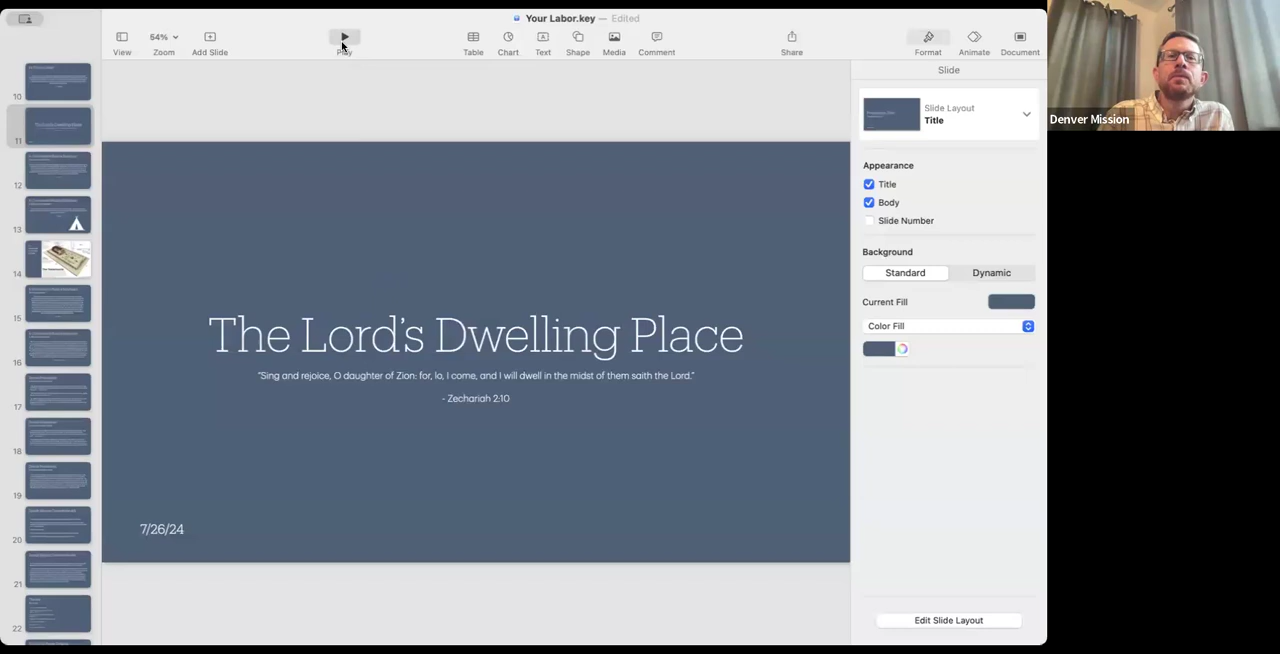 Your Labor.key — Edited
View
54%
Zoom
Add Slide
Play
Table
Chart
Text
Shape
Media
Comment
Share
Format
Animate
Document
10
11
12
13
14
15
16
17
18
19
20
21
22
The Lord's Dwelling Place
"Sing and rejoice, O daughter of Zion: for, lo, I come, and I will dwell in the midst of them saith the Lord."
- Zechariah 2:10
7/26/24
Slide
Slide Layout
Title
Appearance
Title
Body
Slide Number
Background
Standard
Dynamic
Current Fill
Color Fill
Edit Slide Layout
Denver Mission